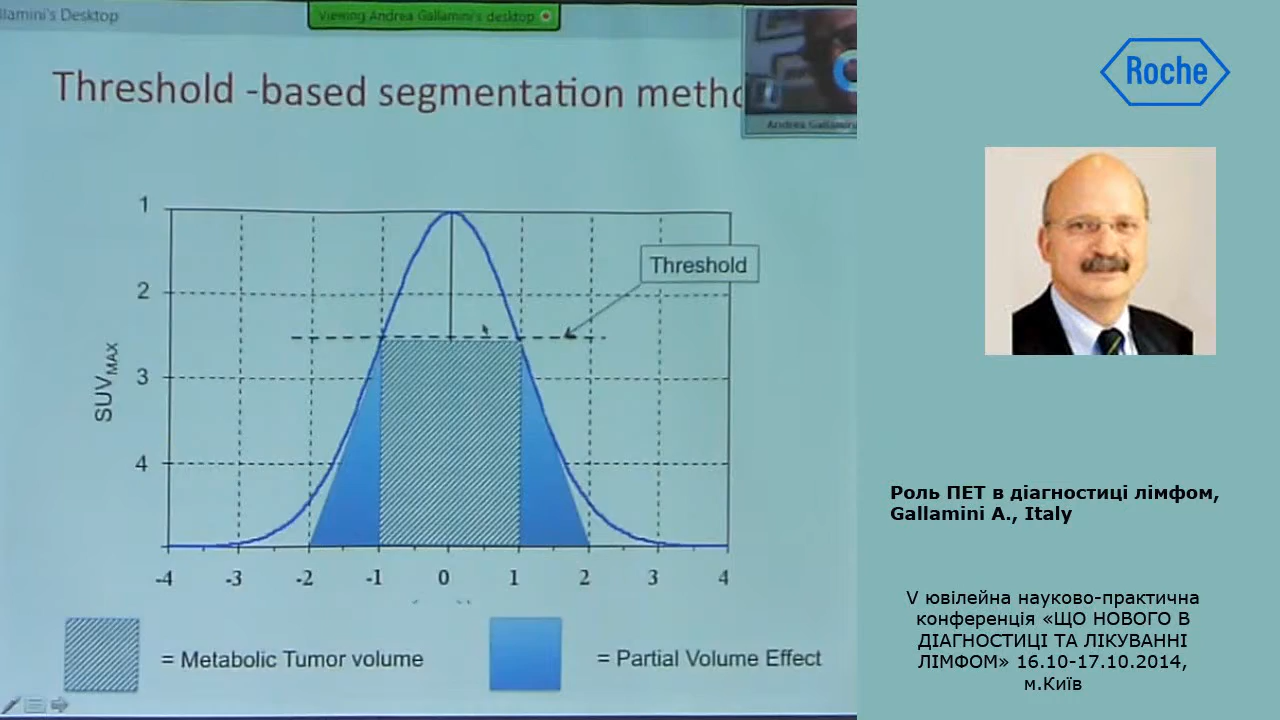 llamini's Desktop
Viewing Andrea Gallamini's desktop
Threshold -based segmentation metho
Andrea Gallamini
1
2
3
4
SUVMAX
Threshold
-4 -3 -2 -1 0 1 2 3 4
= Metabolic Tumor volume
= Partial Volume Effect
Roche
Роль ПЕТ в діагностиці лімфом,
Gallamini A., Italy
V ювілейна науково-практична
конференція «ЩО НОВОГО В
ДІАГНОСТИЦІ ТА ЛІКУВАННІ
ЛІМФОМ» 16.10-17.10.2014,
м.Київ